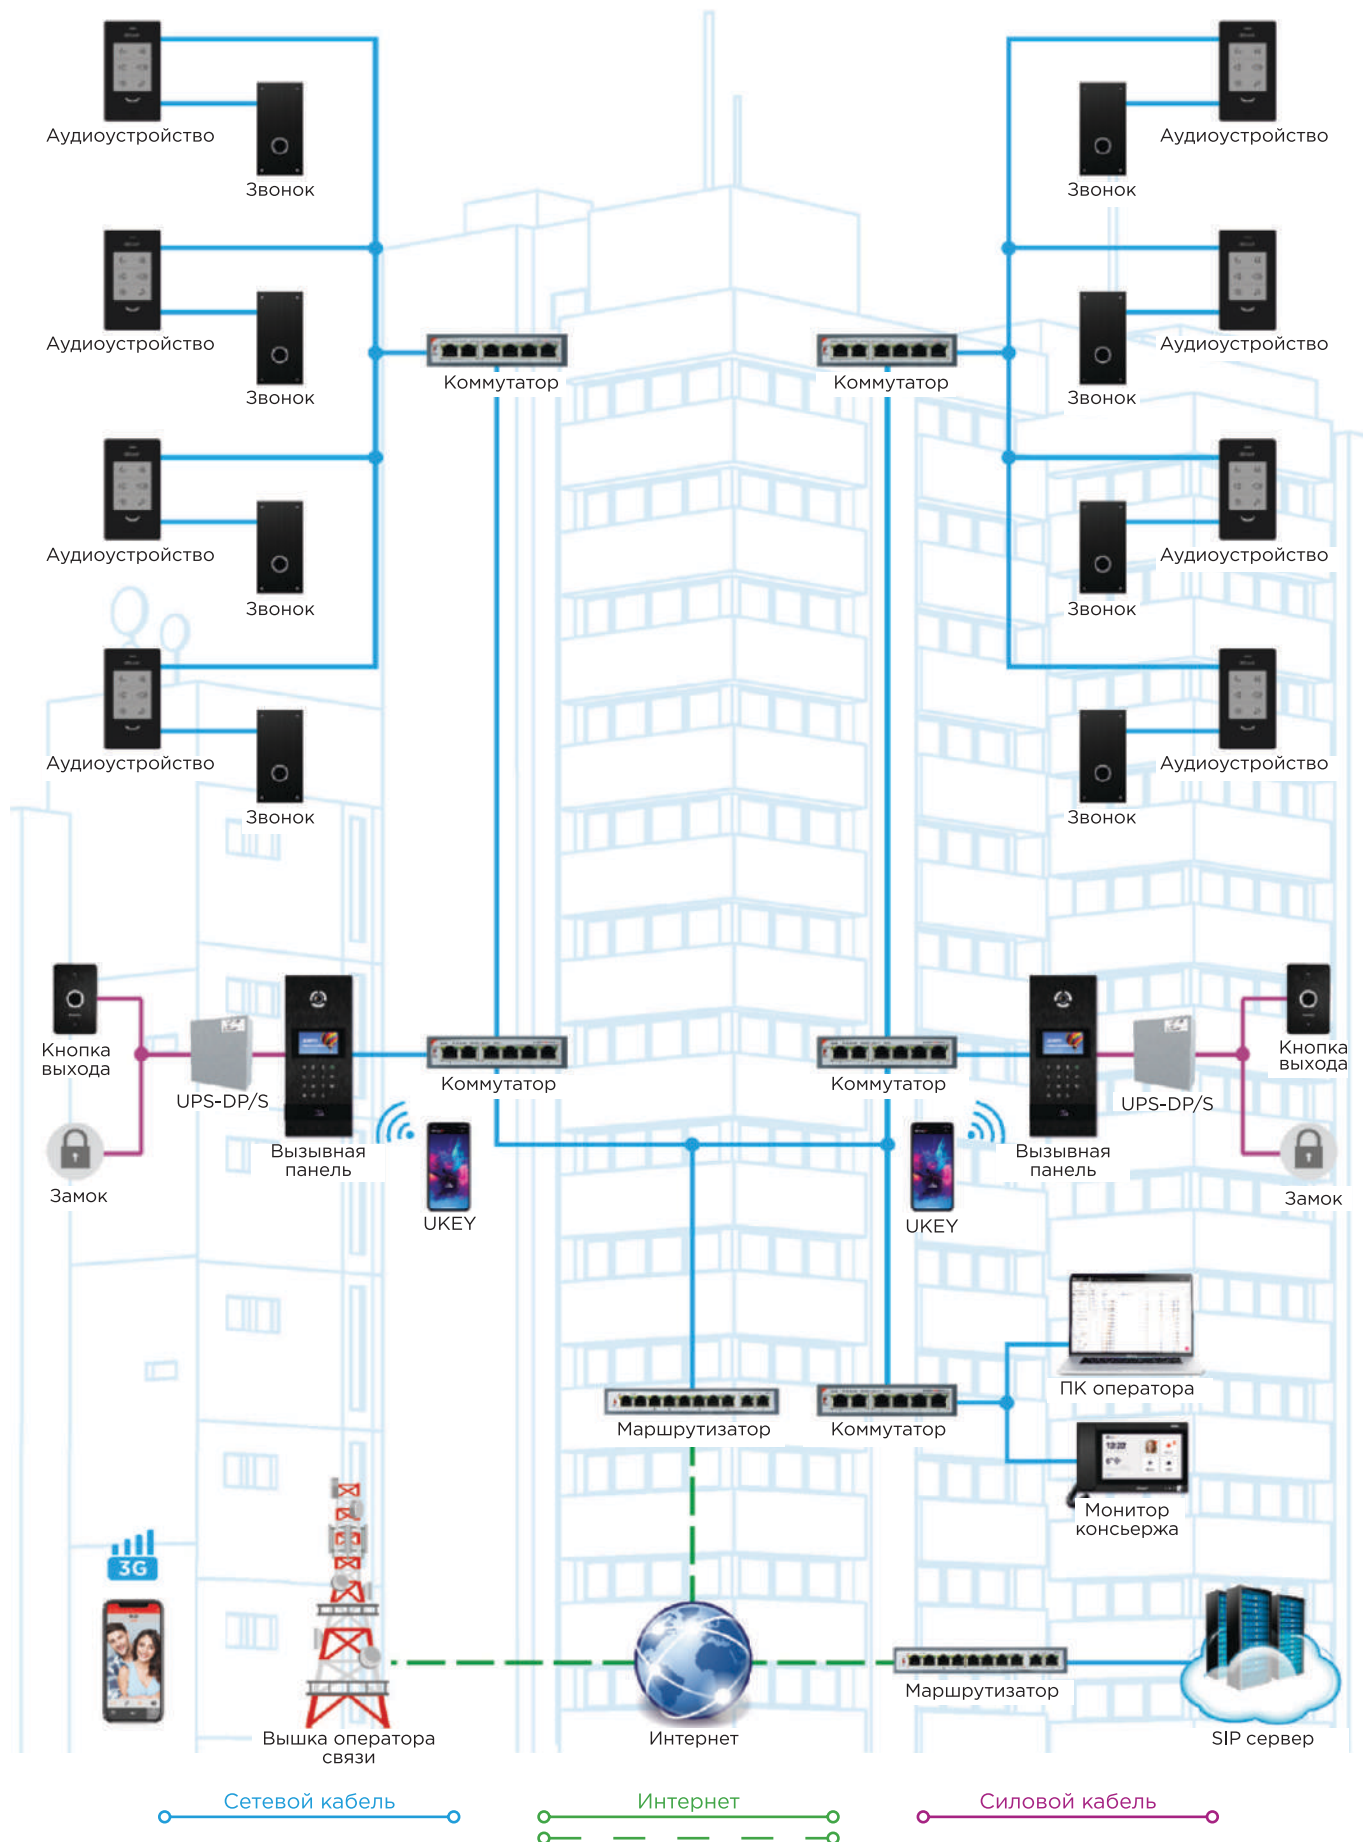 Аудиоустройство
Звонок
Аудиоустройство
Звонок
Аудиоустройство
Звонок
Аудиоустройство
Звонок
Коммутатор
Коммутатор
Аудиоустройство
Звонок
Аудиоустройство
Звонок
Аудиоустройство
Звонок
Аудиоустройство
Звонок
Кнопка
выхода
UPS-DP/S
Замок
Вызывная
панель
Коммутатор
UKEY
Коммутатор
UKEY
Вызывная
панель
UPS-DP/S
Кнопка
выхода
Замок
ПК оператора
Маршрутизатор
Коммутатор
Монитор
консьержа
3G
Вышка оператора
связи
Интернет
Маршрутизатор
SIP сервер
Сетевой кабель
Интернет
Силовой кабель